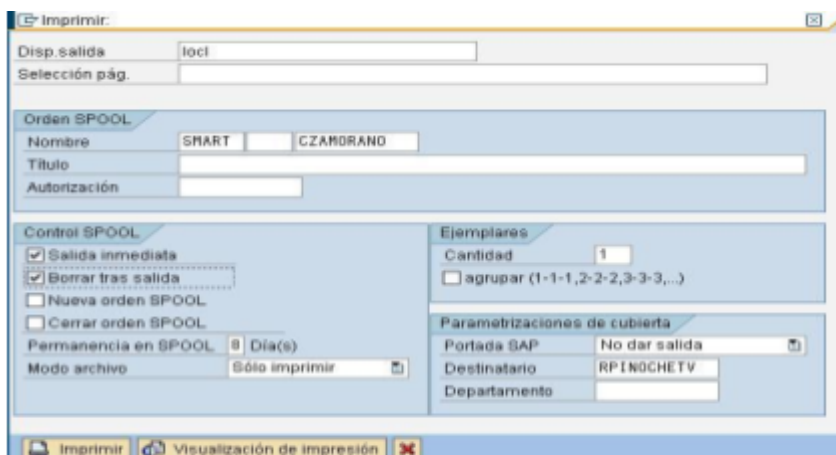 Imprimir:
Disp.salida locl
Selección pág.
Orden SPOOL
Nombre SMART CZAMORANO
Título
Autorización
Control SPOOL
Salida inmediata
Borrar tras salida
Nueva orden SPOOL
Cerrar orden SPOOL
Permanencia en SPOOL 8 Día(s)
Modo archivo Sólo imprimir
Ejemplares
Cantidad 1
agrupar (1-1-1,2-2-2,3-3-3,...)
Parametrizaciones de cubierta
Portada SAP No dar salida
Destinatario RPINOCHETV
Departamento
Imprimir Visualización de impresión